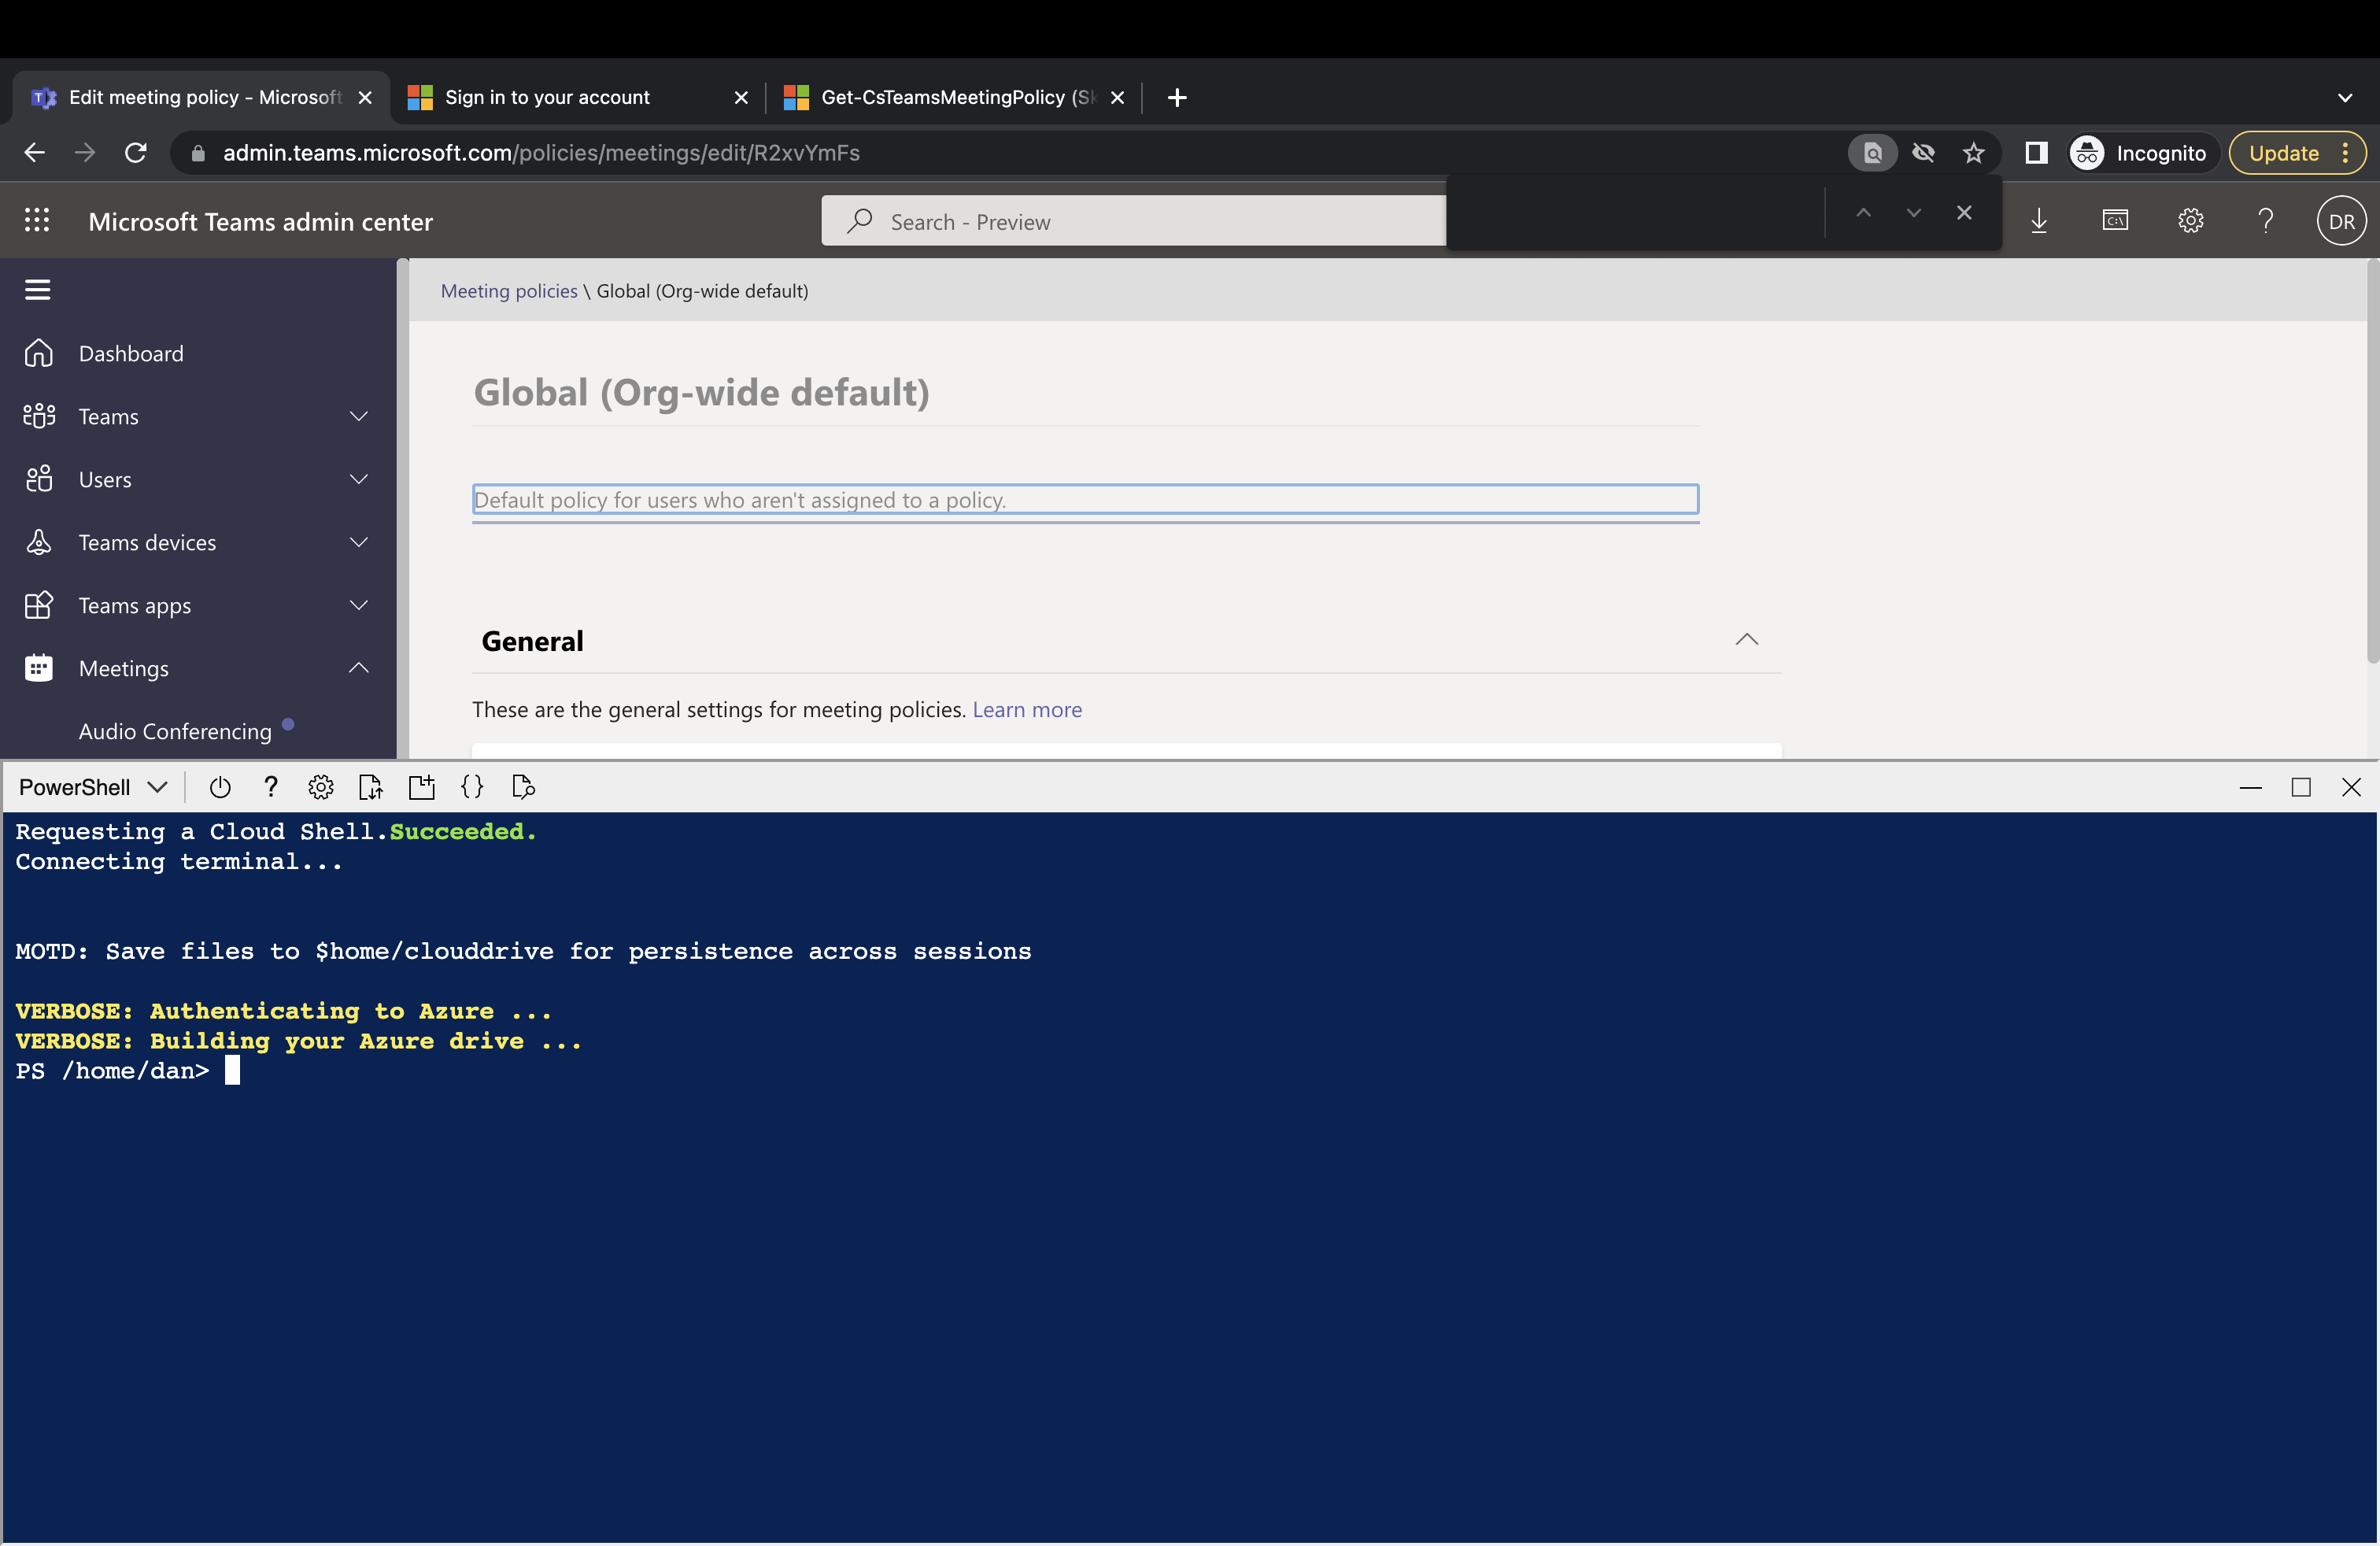 Edit meeting policy - Microsoft
Sign in to your account
Get-CsTeamsMeetingPolicy (Sk
admin.teams.microsoft.com/policies/meetings/edit/R2xvYmFs
Incognito
Update
Microsoft Teams admin center
Search - Preview
C:\
DR
Meeting policies \ Global (Org-wide default)
Dashboard
Teams
Users
Teams devices
Teams apps
Meetings
Audio Conferencing
Global (Org-wide default)
Default policy for users who aren't assigned to a policy.
General
These are the general settings for meeting policies. Learn more
PowerShell
Requesting a Cloud Shell.Succeeded.
Connecting terminal...
MOTD: Save files to $home/clouddrive for persistence across sessions
VERBOSE: Authenticating to Azure ...
VERBOSE: Building your Azure drive ...
PS /home/dan>